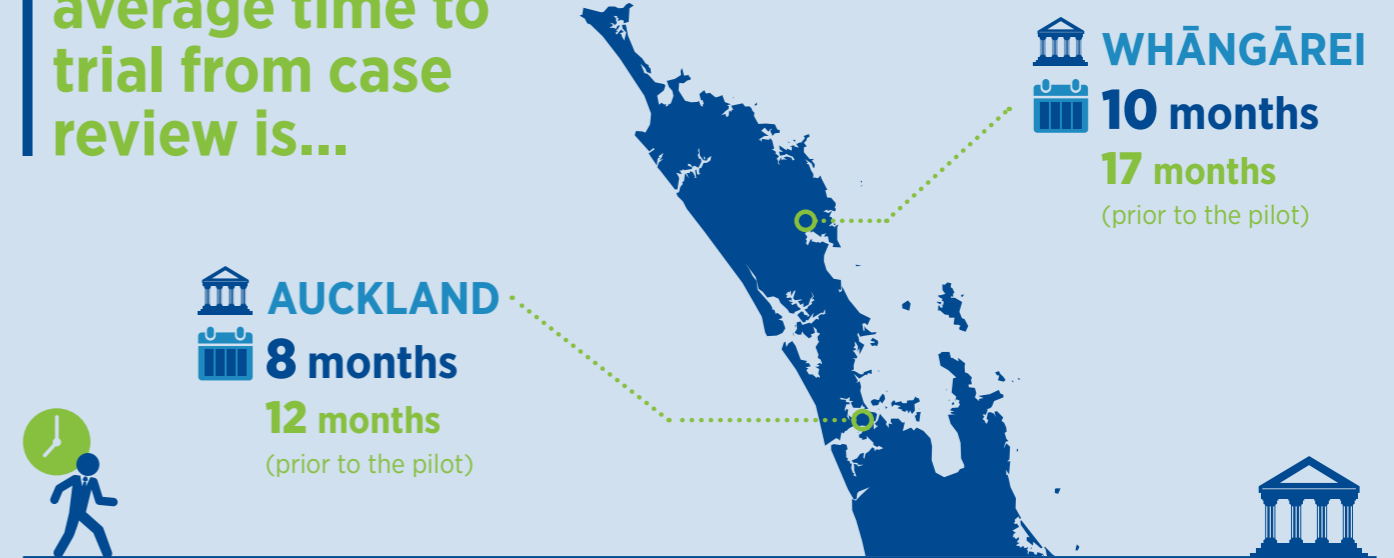 average time to
trial from case
review is...
WHĀNGĀREI
10 months
17 months
(prior to the pilot)
AUCKLAND
8 months
12 months
(prior to the pilot)